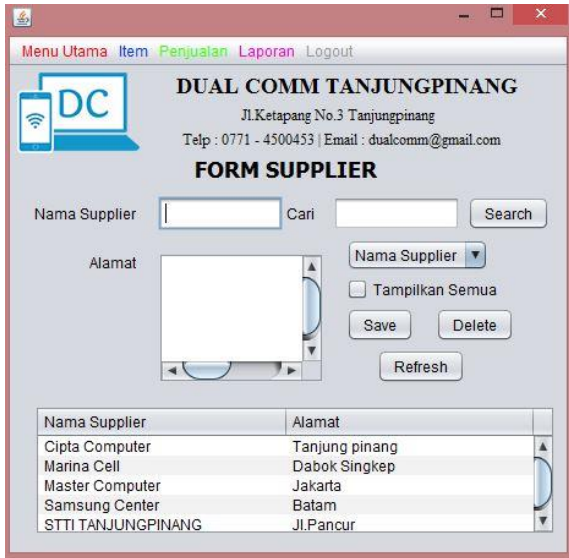 Menu Utama Item Penjualan Laporan Logout
DC
DUAL COMM TANJUNGPINANG
Jl.Ketapang No.3 Tanjungpinang
Telp : 0771 - 4500453 | Email : dualcomm@gmail.com
FORM SUPPLIER
Nama Supplier Cari Search
Alamat Nama Supplier
Tampilkan Semua
Save Delete
Refresh
Nama Supplier Alamat
Cipta Computer Tanjung pinang
Marina Cell Dabok Singkep
Master Computer Jakarta
Samsung Center Batam
STTI TANJUNGPINANG Jl.Pancur